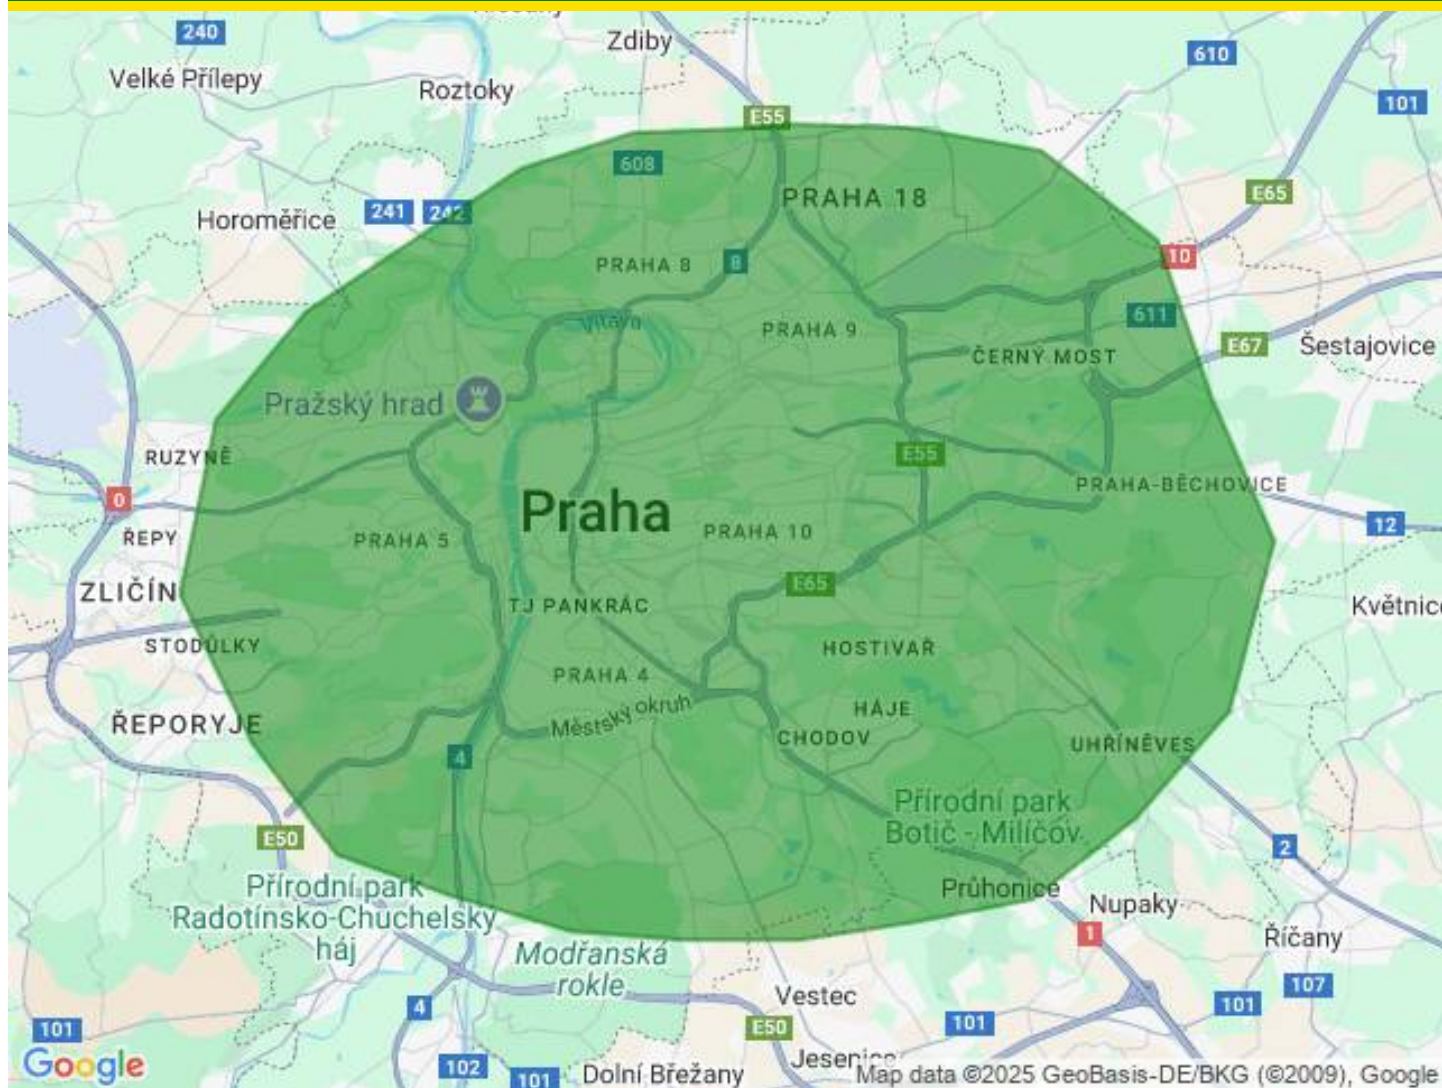 240
Zdiby
610
Velké Přílepy
Roztoky
101
E55
608
PRAHA 18
E65
241
242
Horoměřice
10
PRAHA 8
8
611
Vltava
PRAHA 9
E67
Šestajovice
ČERNÝ MOST
Pražský hrad
RUZYNĚ
E55
PRAHA-BĚCHOVICE
0
Praha
12
ŘEPY
PRAHA 5
PRAHA 10
ZLIČÍN
E65
TJ PANKRÁC
Květnic
STODŮLKY
HOSTIVAŘ
PRAHA 4
Městský okruh
HÁJE
ŘEPORYJE
CHODOV
UHŘÍNĚVES
4
Přírodní park
Botič - Milíčov
E50
2
Přírodní park
Radotínsko-Chuchelský
háj
Průhonice
Nupaky
1
Říčany
Modřanská
rokle
107
Vestec
4
101
101
E50
101
Google
102
101
Dolní Břežany
Jesenice
Map data ©2025 GeoBasis-DE/BKG (©2009), Google